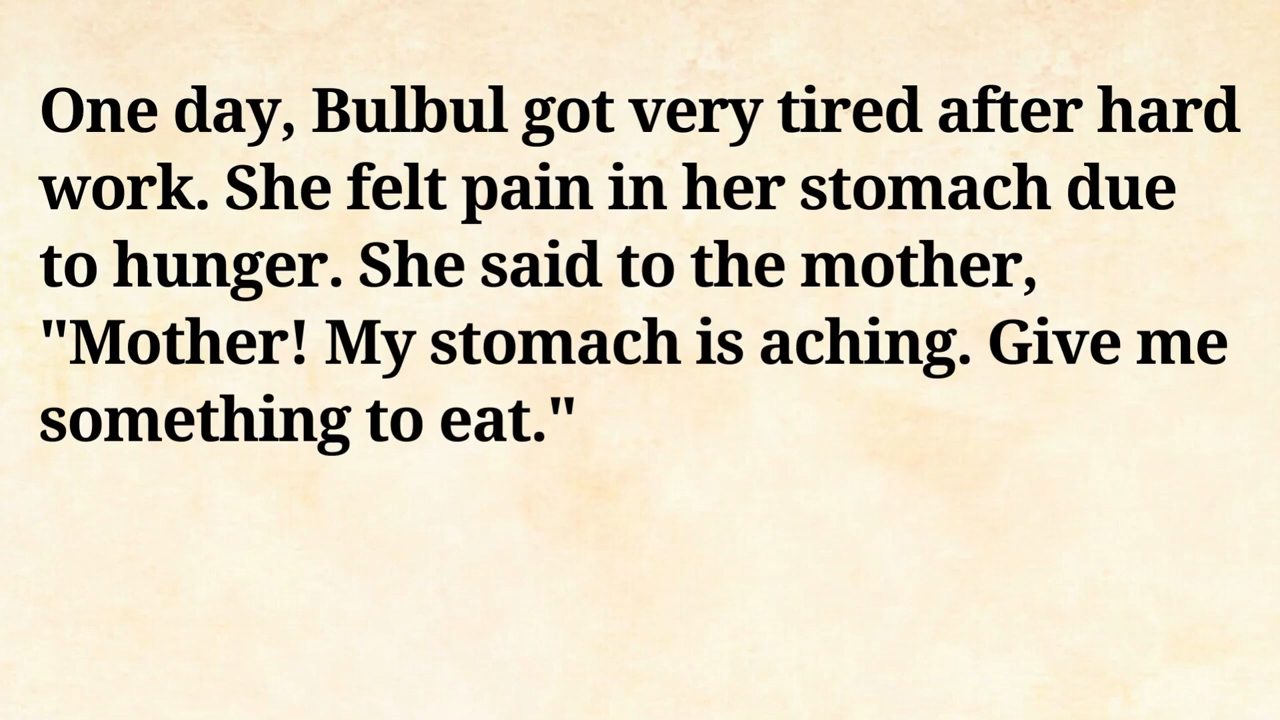 One day, Bulbul got very tired after hard
work. She felt pain in her stomach due
to hunger. She said to the mother,
"Mother! My stomach is aching. Give me
something to eat."